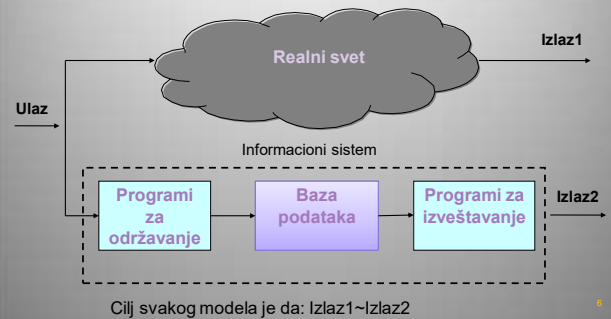 Izlaz1
Realni svet
Ulaz
Informacioni sistem
Programi
za
održavanje
Baza
podataka
Programi za
izveštavanje
Izlaz2
Cilj svakog modela je da: Izlaz1~Izlaz2
6